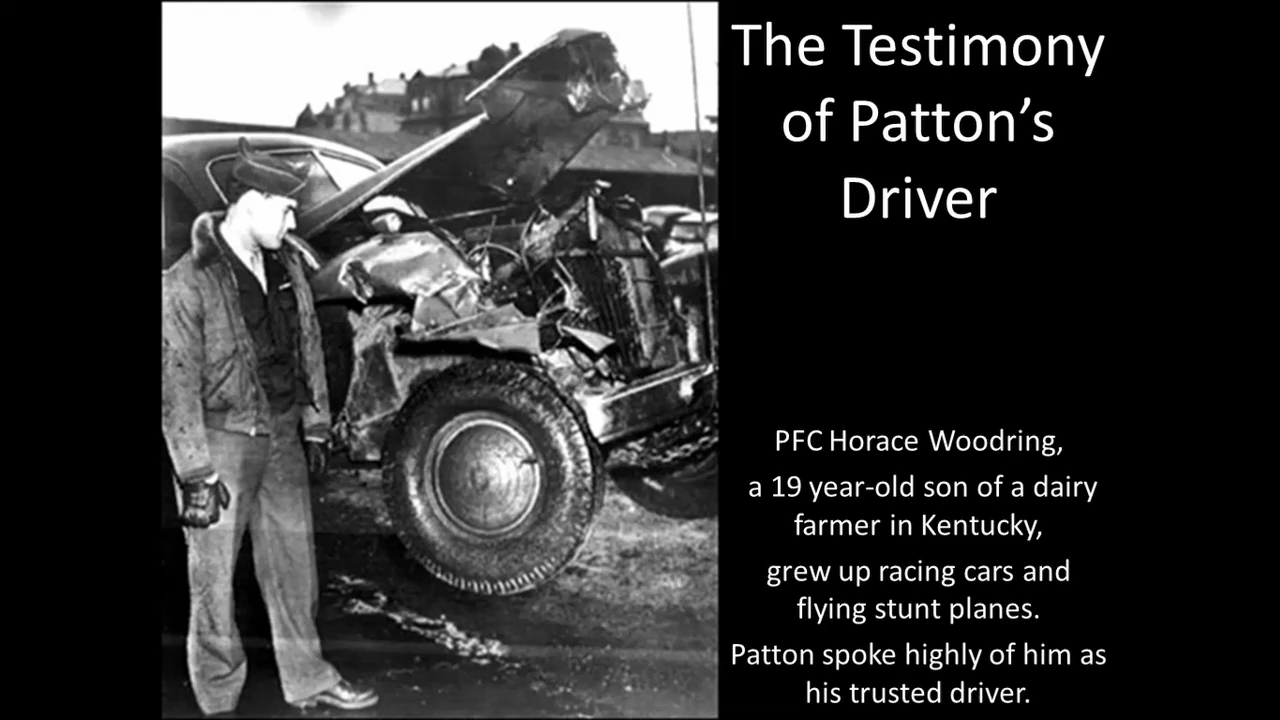 The Testimony
of Patton’s
Driver
PFC Horace Woodring,
a 19 year-old son of a dairy
farmer in Kentucky,
grew up racing cars and
flying stunt planes.
Patton spoke highly of him as
his trusted driver.